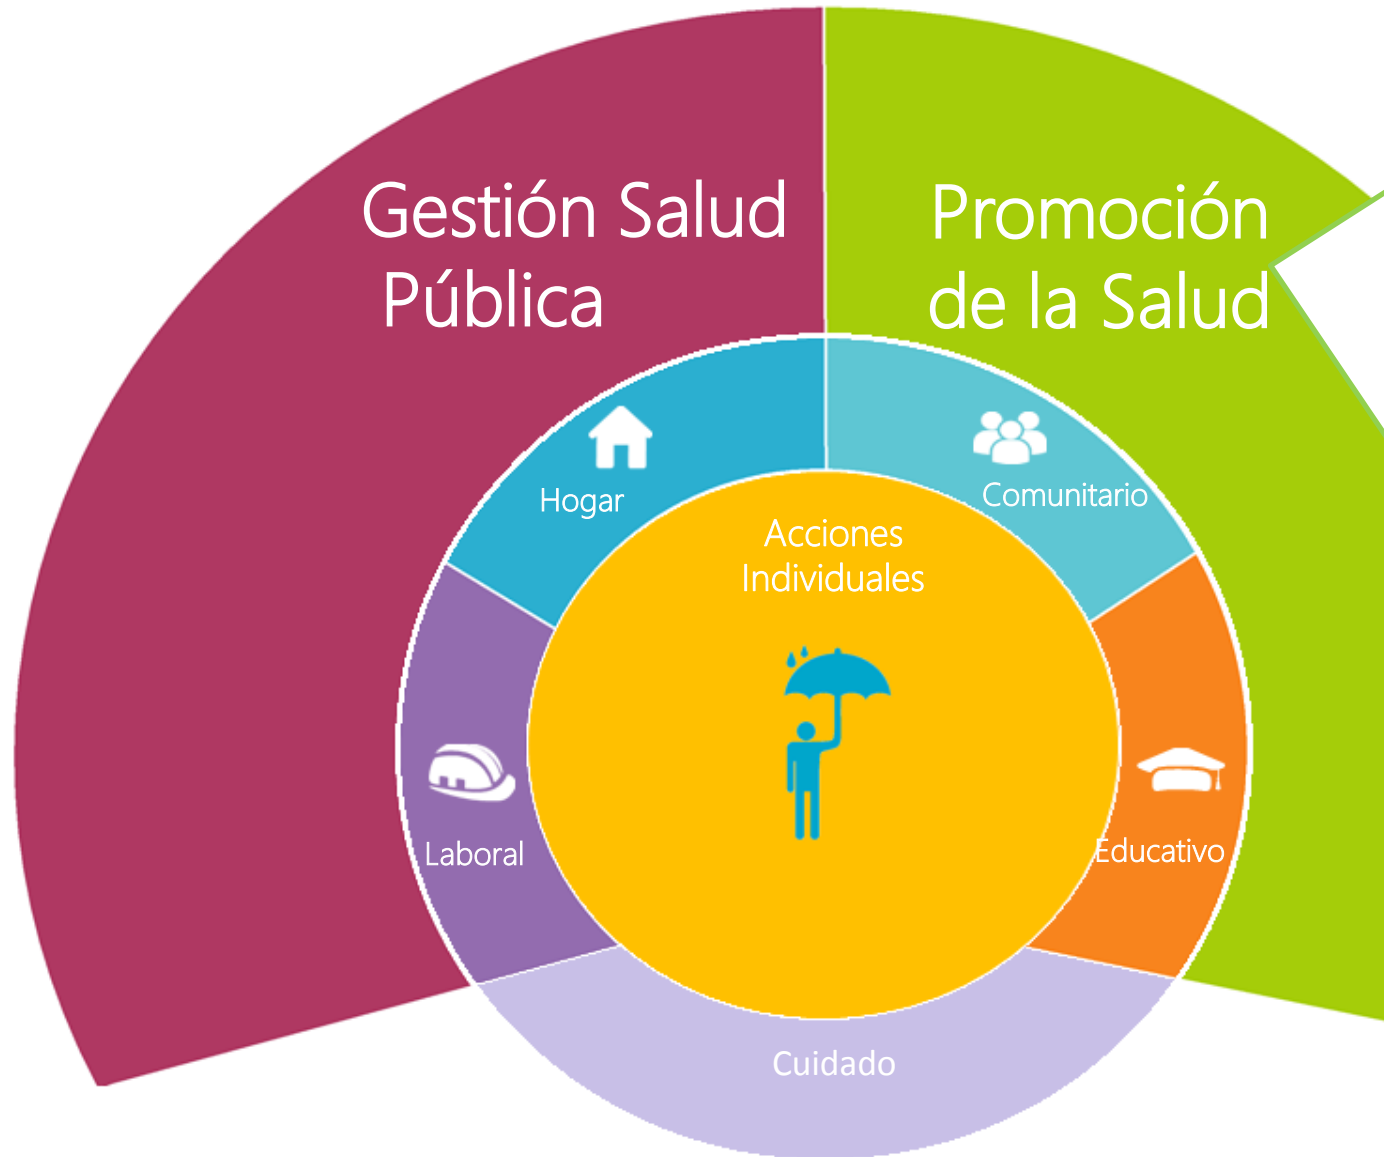 Gestión Salud
Pública
Promoción
de la Salud
Hogar
Comunitario
Acciones
Individuales
Laboral
Educativo
Cuidado